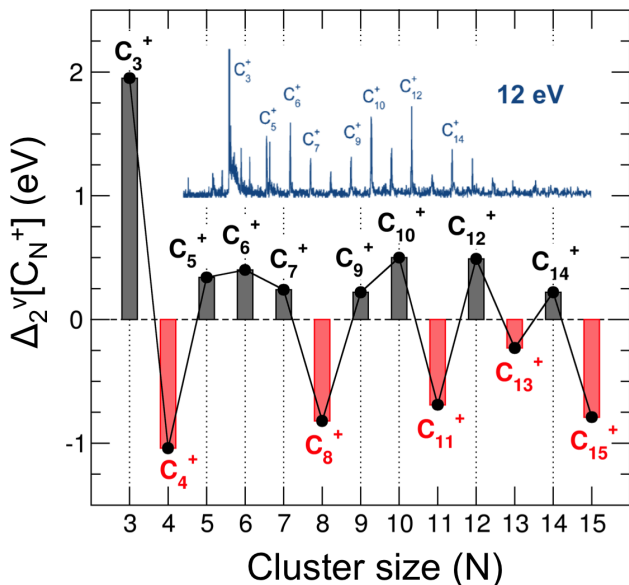 Δ₂ᵛ[C_N⁺] (eV)
2
1
0
-1
C₃⁺
C₅⁺
C₆⁺
C₇⁺
C₉⁺
C₁₀⁺
C₁₂⁺
C₁₄⁺
12 eV
C₃⁺
C₅⁺
C₆⁺
C₇⁺
C₉⁺
C₁₀⁺
C₁₂⁺
C₁₄⁺
C₄⁺
C₈⁺
C₁₁⁺
C₁₃⁺
C₁₅⁺
3 4 5 6 7 8 9 10 11 12 13 14 15
Cluster size (N)